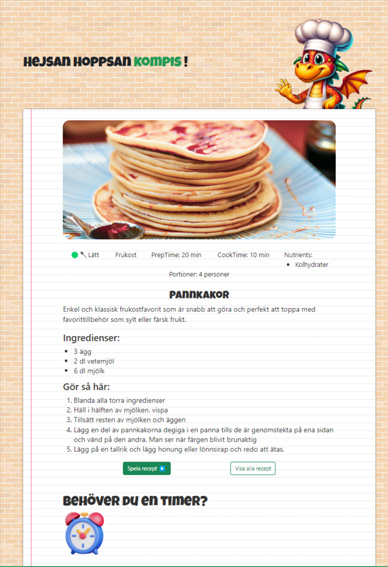 Hejsan Hoppsan Kompis !
Lätt Frukost PrepTime: 20 min CookTime: 10 min Nutrients:
• Kolhydrater
Portioner: 4 personer
Pannkakor
Enkel och klassisk frukostfavorit som är snabb att göra och perfekt att toppa med
favorittillbehör som sylt eller färsk frukt.
Ingredienser:
• 3 ägg
• 2 dl vetemjöl
• 6 dl mjölk
Gör så här:
1. Blanda alla torra ingredienser
2. Häll i hälften av mjölken, vispa
3. Tillsätt resten av mjölken och äggen
4. Lägg en del av pannkakorna degiga i en panna tills de är genomstekta på ena sidan
och vänd på den andra. Man ser när färgen blivit brunaktig
5. Lägg på en tallrik och lägg honung eller lönnsirap och redo att ätas.
Spela recept Visa alla recept
Behöver du en timer?